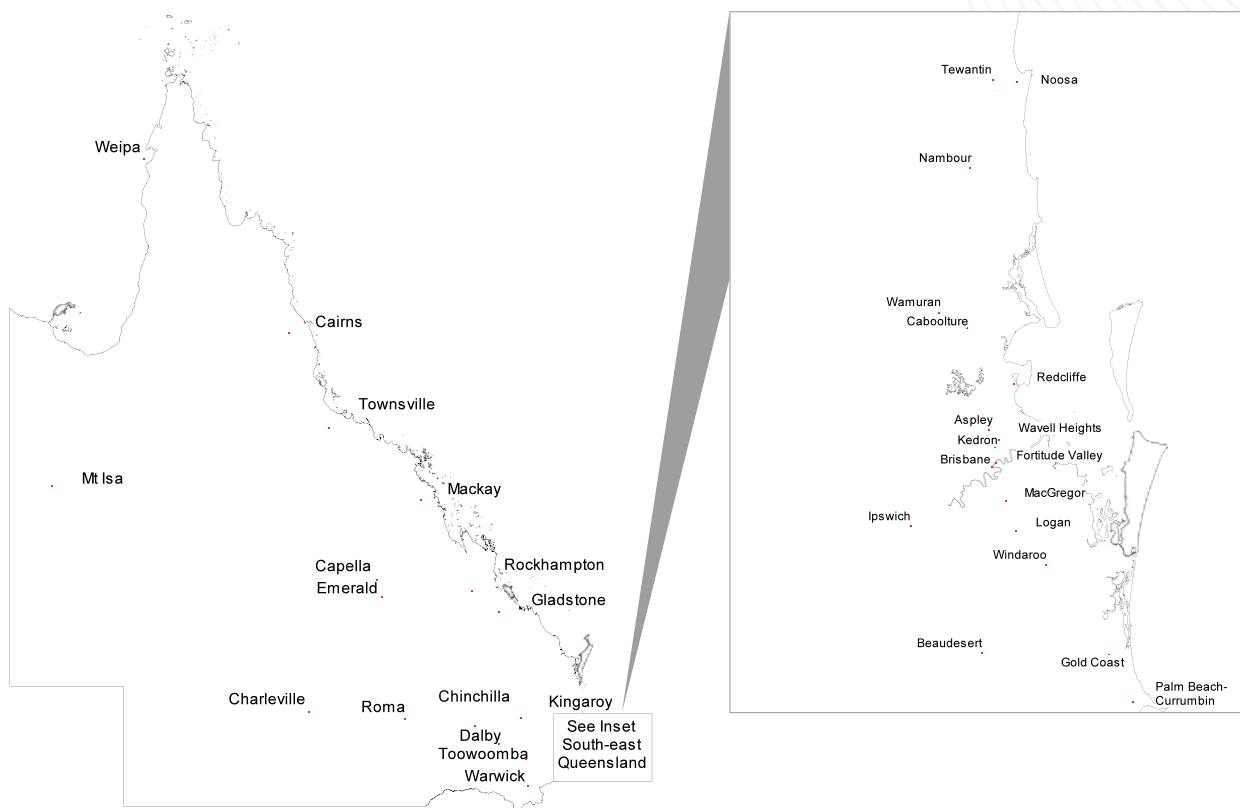 Weipa
Cairns
Townsville
Mt Isa
Mackay
Capella
Emerald
Rockhampton
Gladstone
Charleville
Roma
Chinchilla
Kingaroy
Dalby
Toowoomba
Warwick
See Inset
South-east
Queensland
Tewantin
Noosa
Nambour
Wamuran
Caboolture
Redcliffe
Aspley
Wavell Heights
Kedron
Brisbane
Fortitude Valley
MacGregor
Ipswich
Logan
Windaroo
Beaudesert
Gold Coast
Palm Beach-
Currumbin